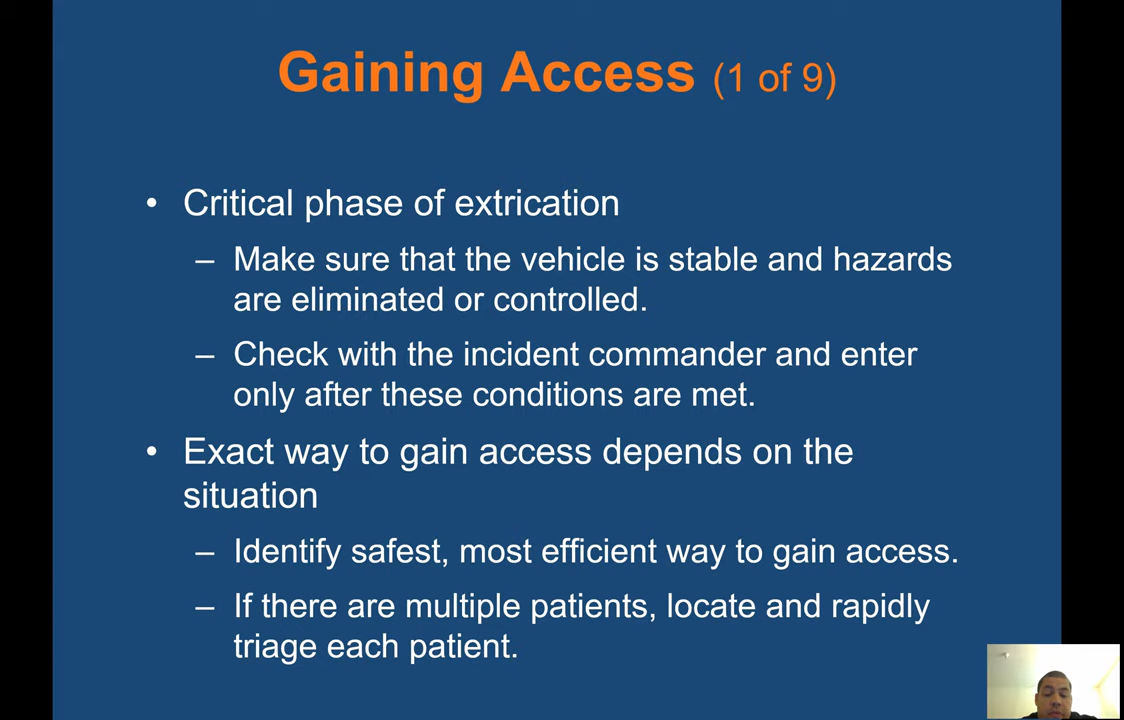 Gaining Access (1 of 9)
• Critical phase of extrication
– Make sure that the vehicle is stable and hazards
are eliminated or controlled.
– Check with the incident commander and enter
only after these conditions are met.
• Exact way to gain access depends on the
situation
– Identify safest, most efficient way to gain access.
– If there are multiple patients, locate and rapidly
triage each patient.